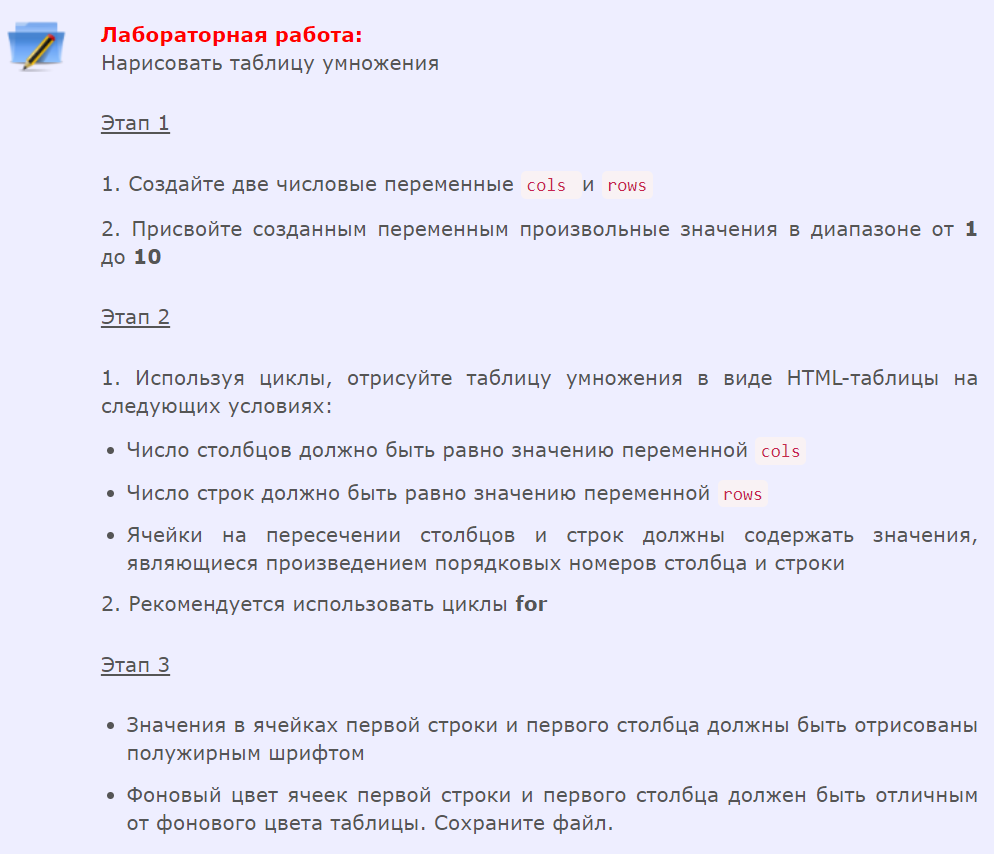 Лабораторная работа:
Нарисовать таблицу умножения
Этап 1
1. Создайте две числовые переменные cols и rows
2. Присвойте созданным переменным произвольные значения в диапазоне от 1
до 10
Этап 2
1. Используя циклы, отрисуйте таблицу умножения в виде HTML-таблицы на
следующих условиях:
• Число столбцов должно быть равно значению переменной cols
• Число строк должно быть равно значению переменной rows
• Ячейки на пересечении столбцов и строк должны содержать значения,
являющиеся произведением порядковых номеров столбца и строки
2. Рекомендуется использовать циклы for
Этап 3
• Значения в ячейках первой строки и первого столбца должны быть отрисованы
полужирным шрифтом
• Фоновый цвет ячеек первой строки и первого столбца должен быть отличным
от фонового цвета таблицы. Сохраните файл.